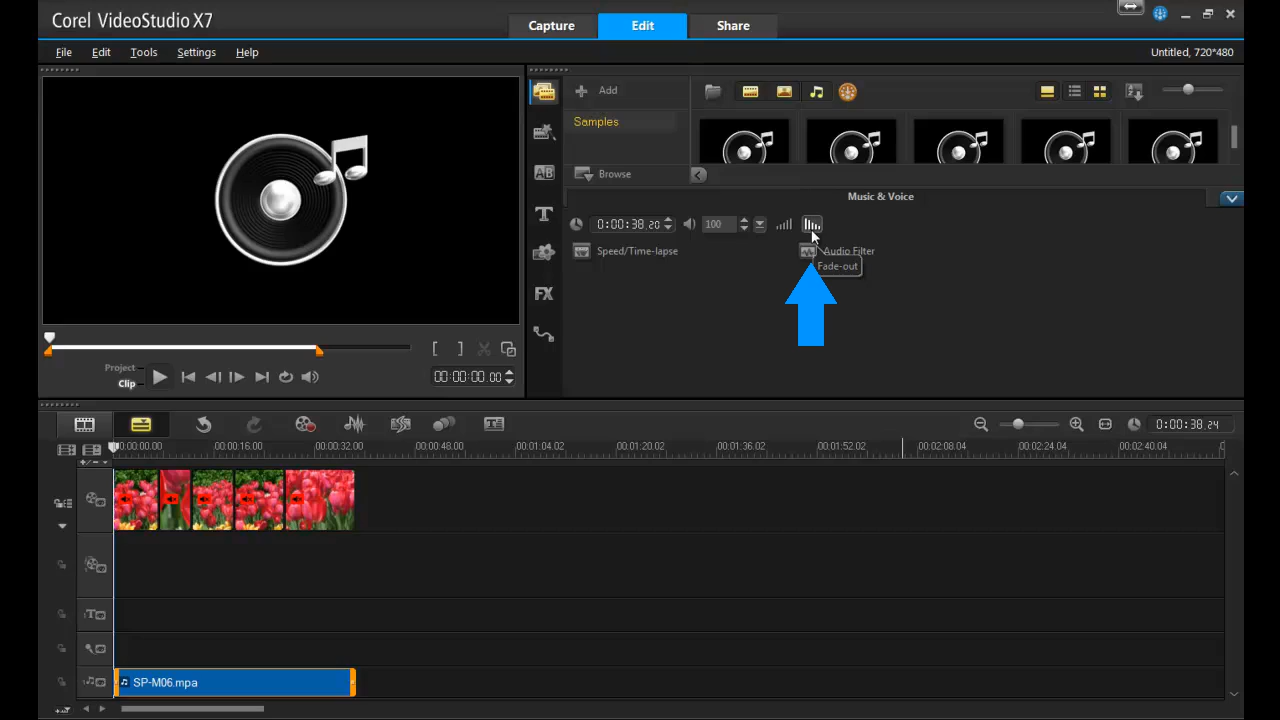 Corel VideoStudio X7
Capture
Edit
Share
File
Edit
Tools
Settings
Help
Untitled, 720*480
Add
Samples
Browse
Music & Voice
0:00:38.20
100
Speed/Time-lapse
Audio Filter
Fade-out
Project
Clip
00:00:00.00
0:00:38.24
00:00:00.00
00:00:16.00
00:00:32.00
00:00:48.00
00:01:04.02
00:01:20.02
00:01:36.02
00:01:52.02
00:02:08.04
00:02:24.04
00:02:40.04
SP-M06.mpa